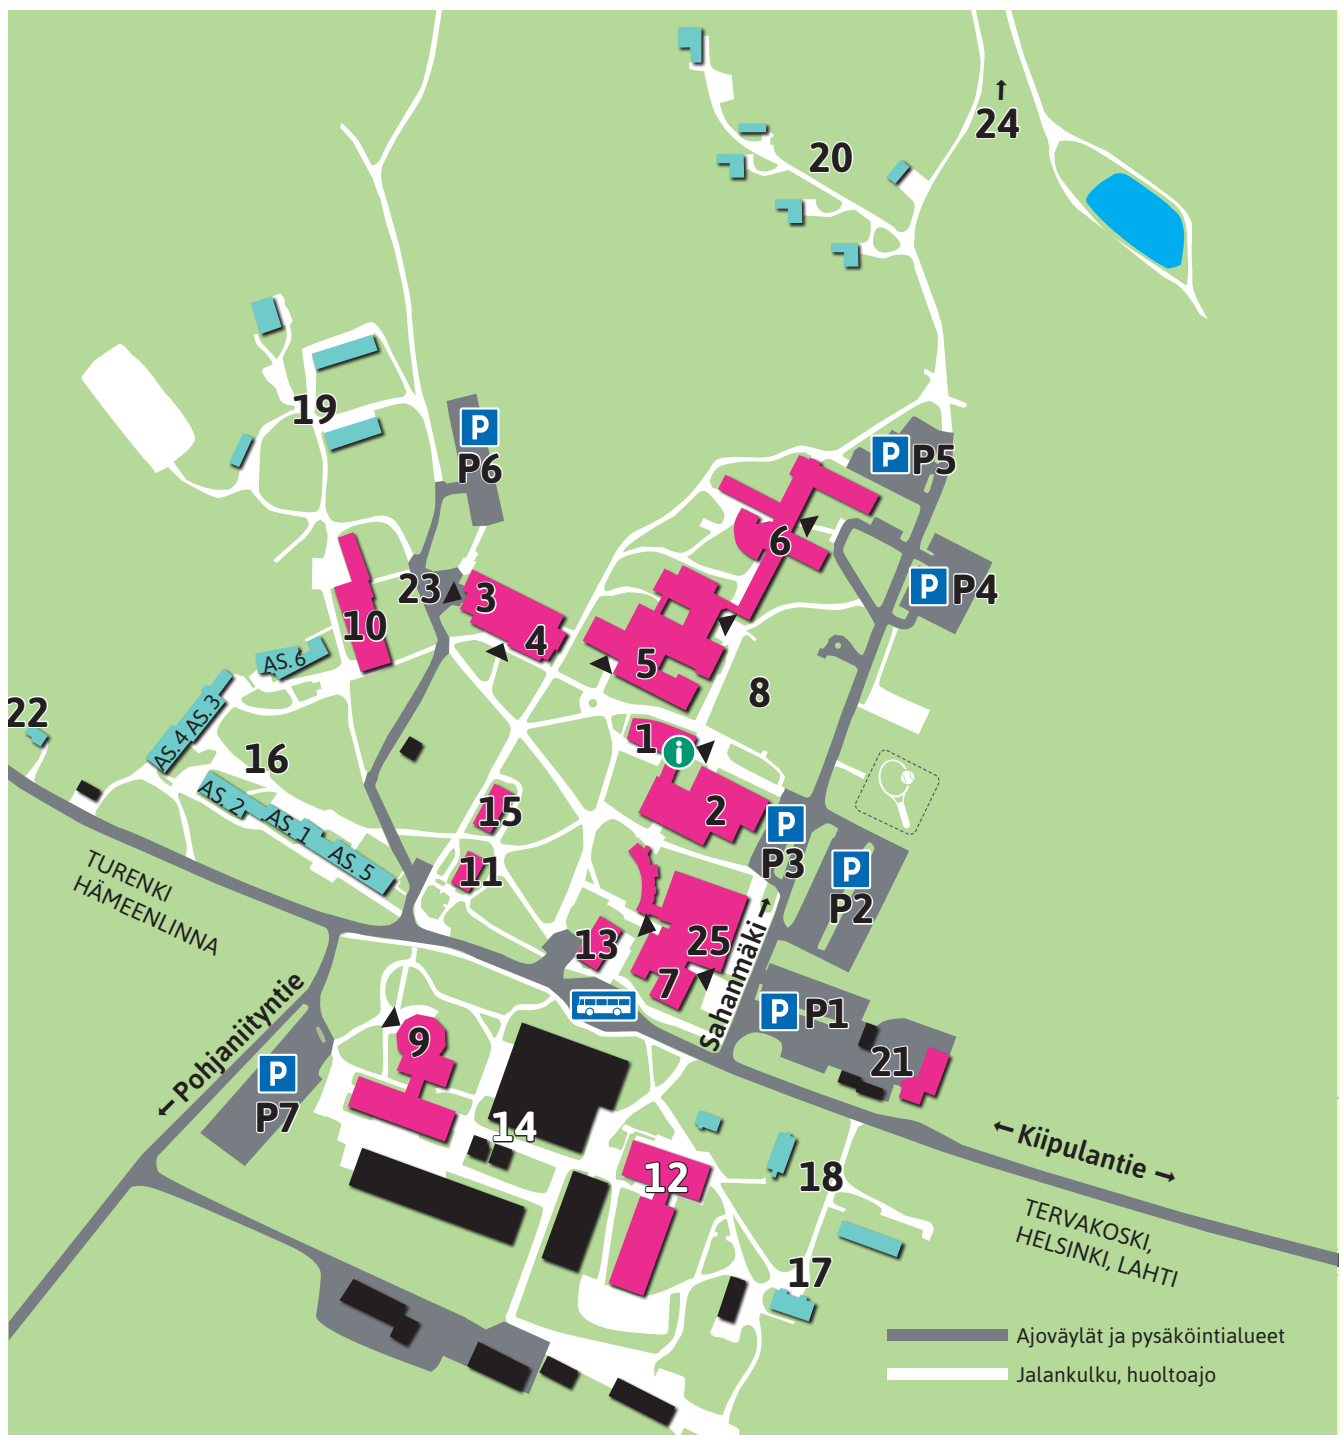 24
20
19
P
P6
P
P5
6
P
P4
23
3
4
10
5
AS.6
8
22
AS.3
AS.4
1
i
16
AS. 2
AS. 1
AS. 5
15
2
P
P3
11
P
P2
TURENKI
HÄMEENLINNA
13
25
7
Sahanmäki →
P
P1
← Pohjaniityntie
9
21
P
P7
14
12
18
← Kiipulantie →
TERVAKOSKI,
HELSINKI, LAHTI
17
Ajoväylät ja pysäköintialueet
Jalankulku, huoltoajo